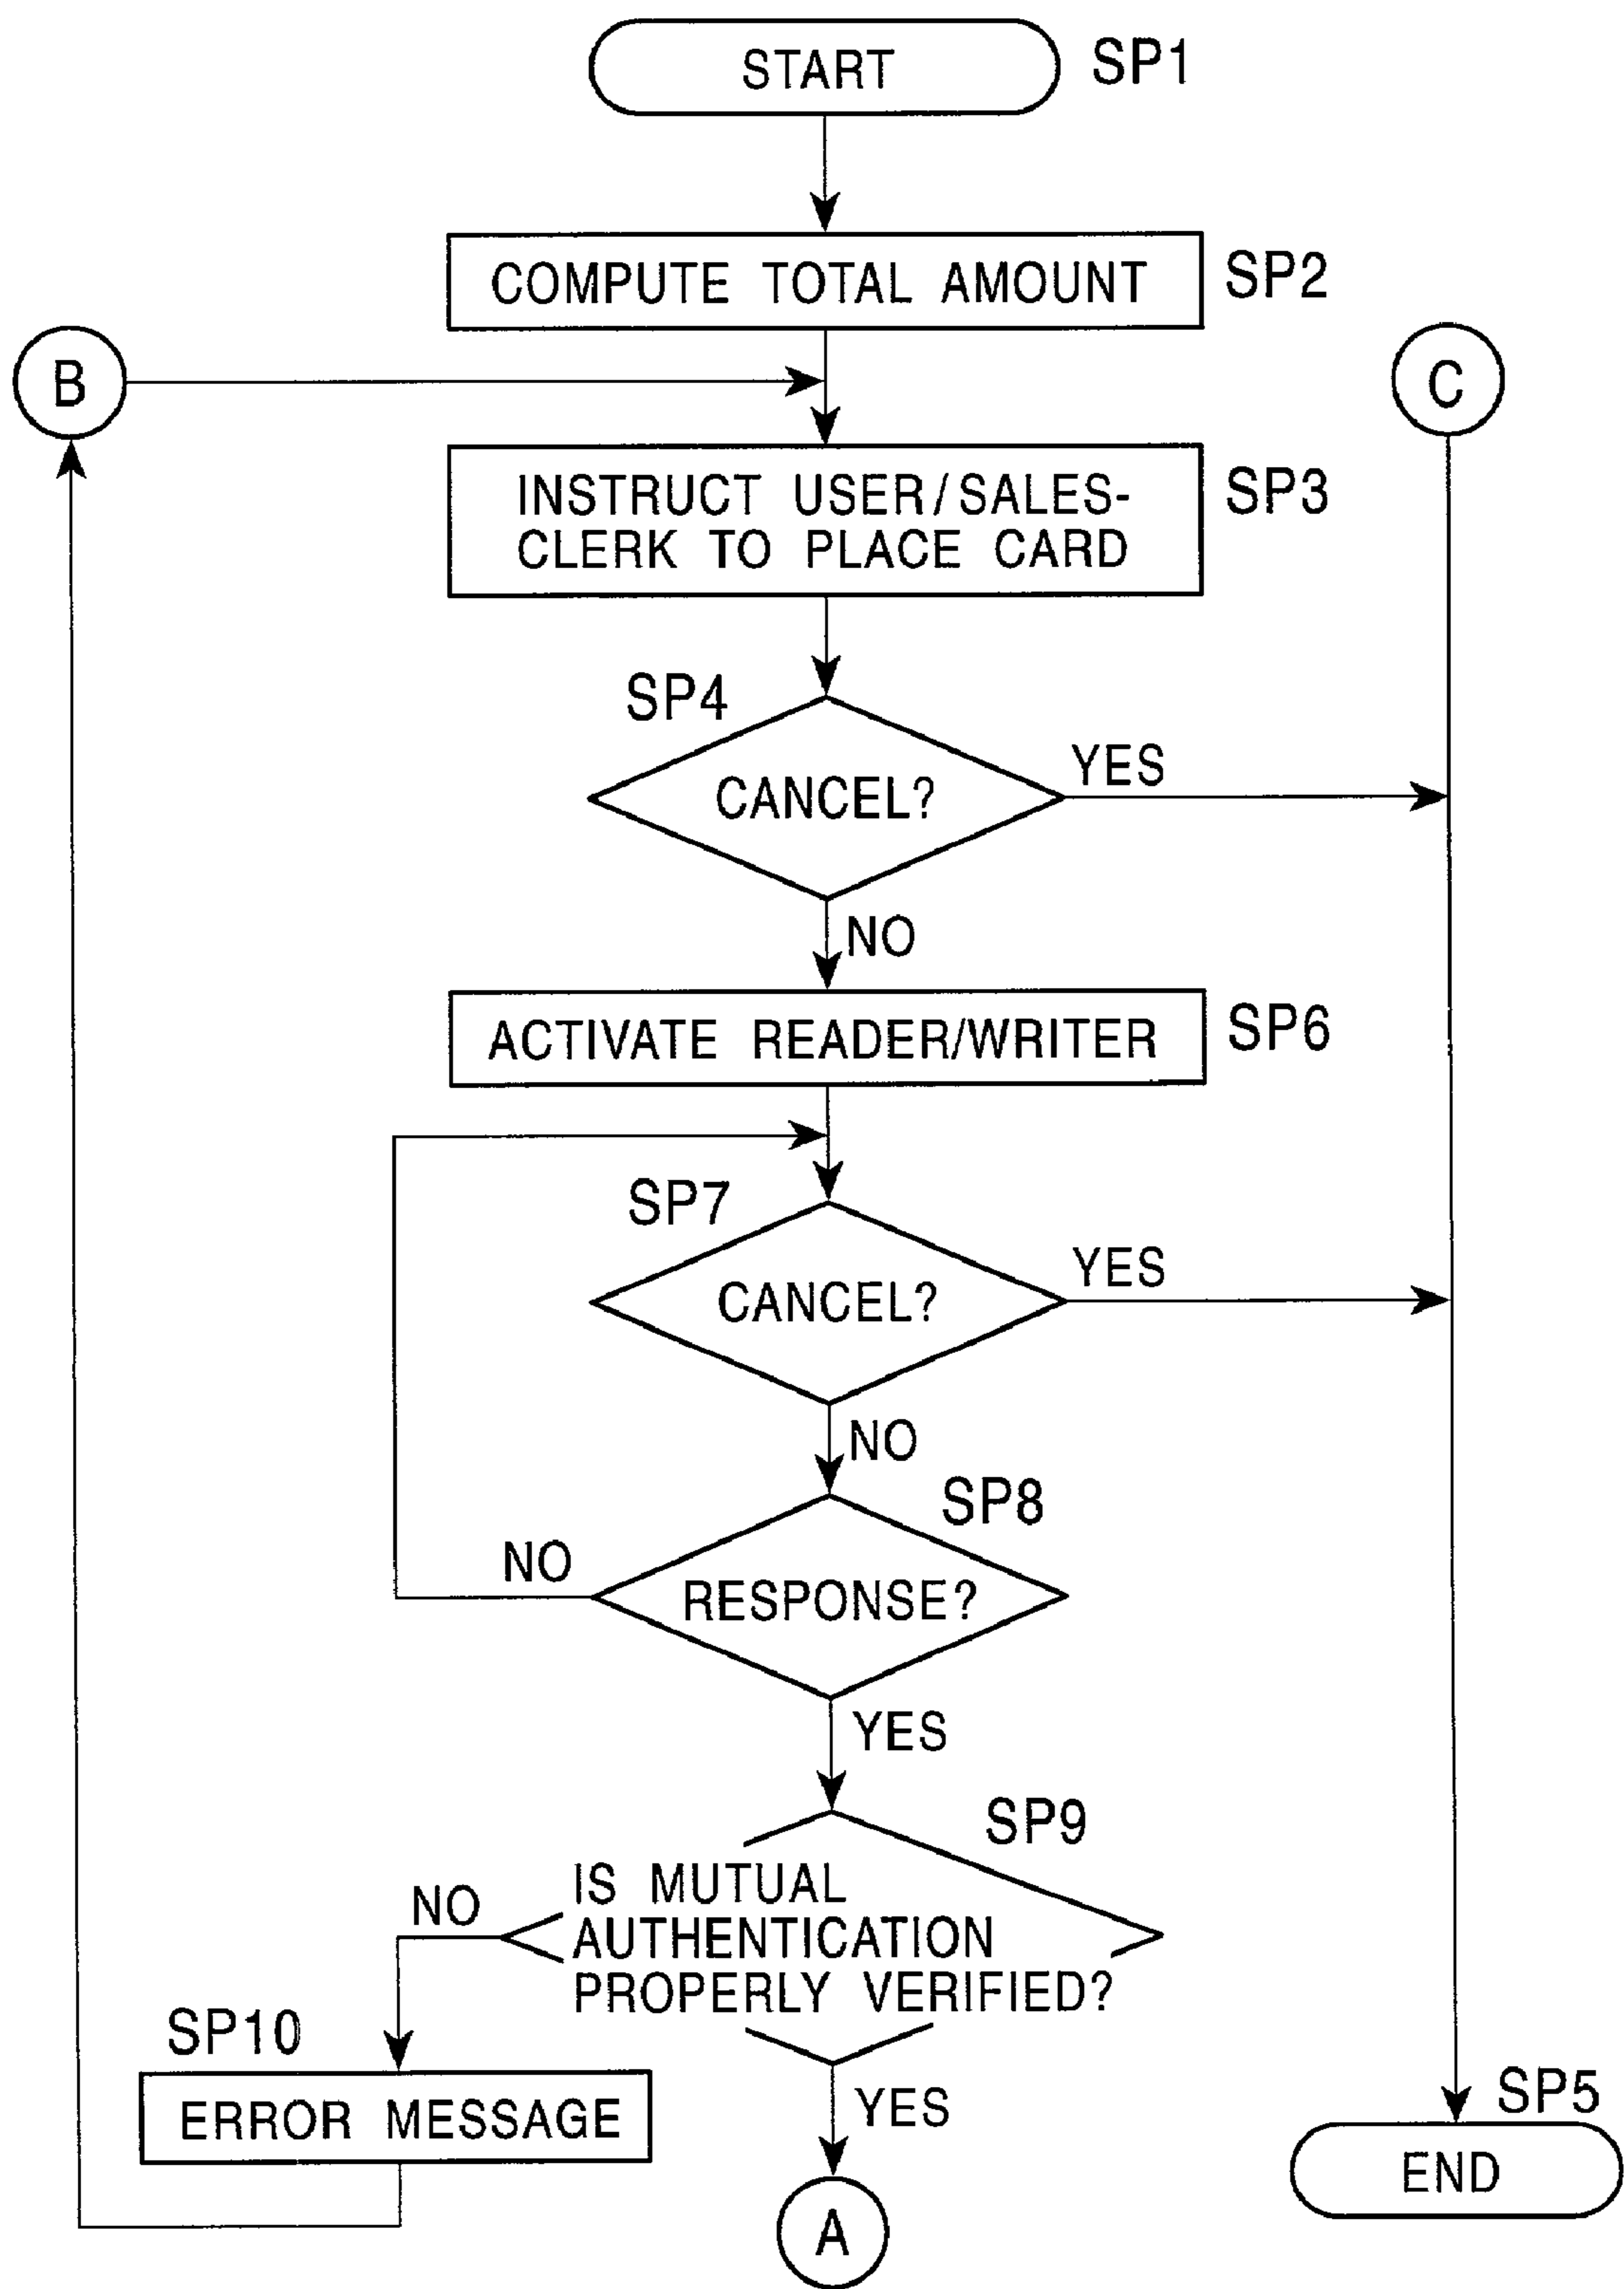 START
SP1
COMPUTE TOTAL AMOUNT
SP2
B
C
INSTRUCT USER/SALES-
CLERK TO PLACE CARD
SP3
SP4
CANCEL?
YES
NO
ACTIVATE READER/WRITER
SP6
SP7
CANCEL?
YES
NO
SP8
NO
RESPONSE?
YES
SP9
NO
IS MUTUAL
AUTHENTICATION
PROPERLY VERIFIED?
SP10
ERROR MESSAGE
YES
SP5
END
A